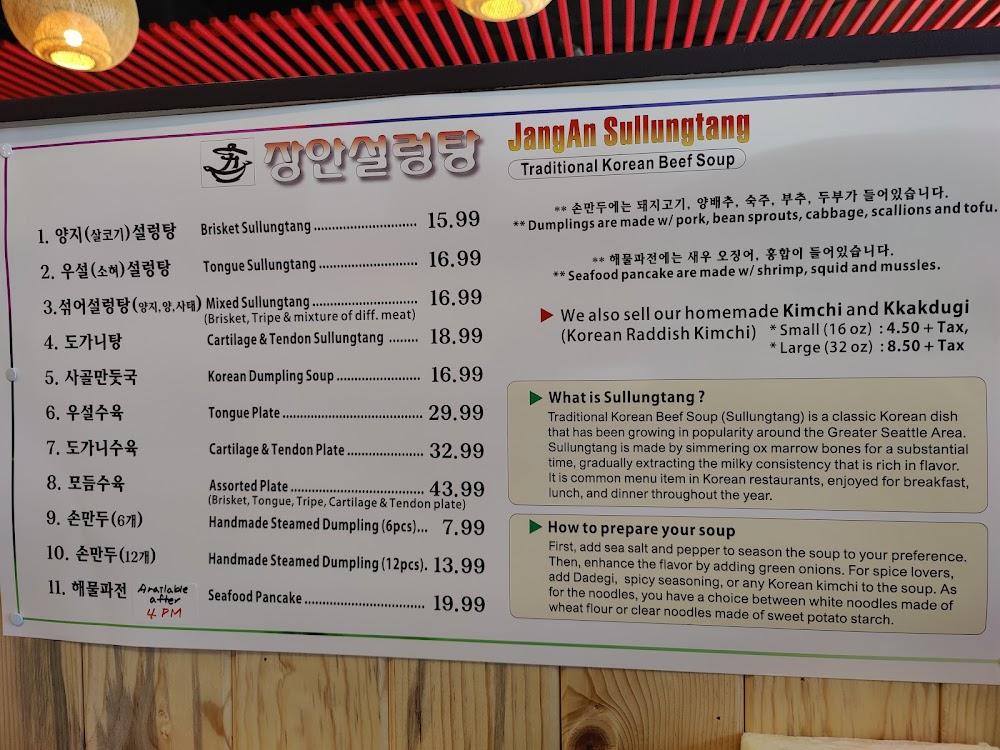 장안설렁탕
JangAn Sullungtang
Traditional Korean Beef Soup
1. 양지(살코기)설렁탕 Brisket Sullungtang 15.99
2. 우설(소혀)설렁탕 Tongue Sullungtang 16.99
3.섞어설렁탕(양지,양,사태) Mixed Sullungtang 16.99
(Brisket, Tripe & mixture of diff. meat)
4. 도가니탕 Cartilage & Tendon Sullungtang 18.99
5. 사골만둣국 Korean Dumpling Soup 16.99
6. 우설수육 Tongue Plate 29.99
7. 도가니수육 Cartilage & Tendon Plate 32.99
8. 모듬수육 Assorted Plate 43.99
(Brisket, Tongue, Tripe, Cartilage & Tendon plate)
9. 손만두(6개) Handmade Steamed Dumpling (6pcs)... 7.99
10. 손만두(12개) Handmade Steamed Dumpling (12pcs). 13.99
11. 해물파전 Seafood Pancake 19.99
Available
after
4 PM
** 손만두에는 돼지고기, 양배추, 숙주, 부추, 두부가 들어있습니다.
** Dumplings are made w/ pork, bean sprouts, cabbage, scallions and tofu.
** 해물파전에는 새우 오징어, 홍합이 들어있습니다.
** Seafood pancake are made w/ shrimp, squid and mussles.
We also sell our homemade Kimchi and Kkakdugi
(Korean Raddish Kimchi) * Small (16 oz) : 4.50 + Tax,
* Large (32 oz) : 8.50 + Tax
What is Sullungtang ?
Traditional Korean Beef Soup (Sullungtang) is a classic Korean dish
that has been growing in popularity around the Greater Seattle Area.
Sullungtang is made by simmering ox marrow bones for a substantial
time, gradually extracting the milky consistency that is rich in flavor.
It is common menu item in Korean restaurants, enjoyed for breakfast,
lunch, and dinner throughout the year.
How to prepare your soup
First, add sea salt and pepper to season the soup to your preference.
Then, enhance the flavor by adding green onions. For spice lovers,
add Dadegi, spicy seasoning, or any Korean kimchi to the soup. As
for the noodles, you have a choice between white noodles made of
wheat flour or clear noodles made of sweet potato starch.